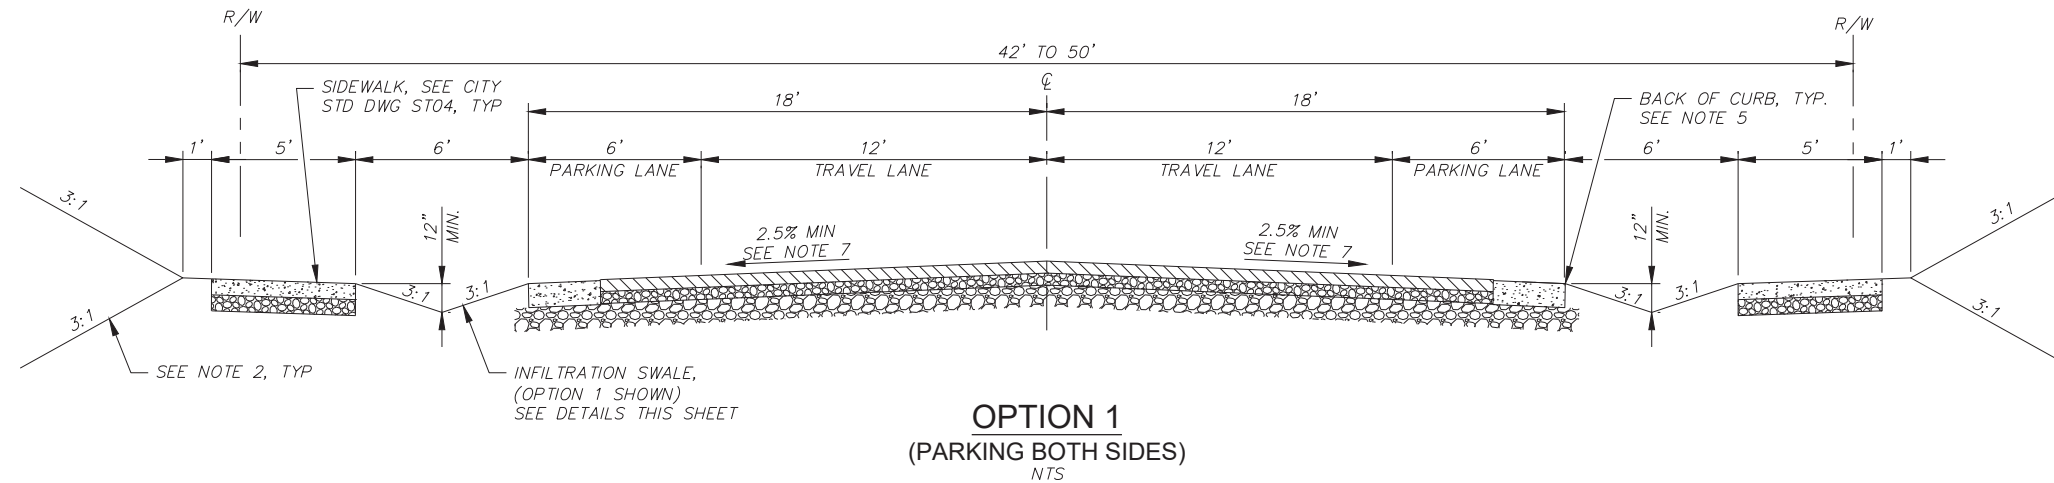 R/W
R/W
42' TO 50'
SIDEWALK, SEE CITY
STD DWG ST04, TYP
℄
18'
18'
BACK OF CURB, TYP.
SEE NOTE 5
1'
5'
6'
6'
12'
12'
6'
6'
5'
1'
PARKING LANE
TRAVEL LANE
TRAVEL LANE
PARKING LANE
3:1
12"
MIN.
2.5% MIN
SEE NOTE 7
2.5% MIN
SEE NOTE 7
12"
MIN.
3:1
3:1
3:1
3:1
3:1
3:1
3:1
SEE NOTE 2, TYP
INFILTRATION SWALE,
(OPTION 1 SHOWN)
SEE DETAILS THIS SHEET
OPTION 1
(PARKING BOTH SIDES)
NTS